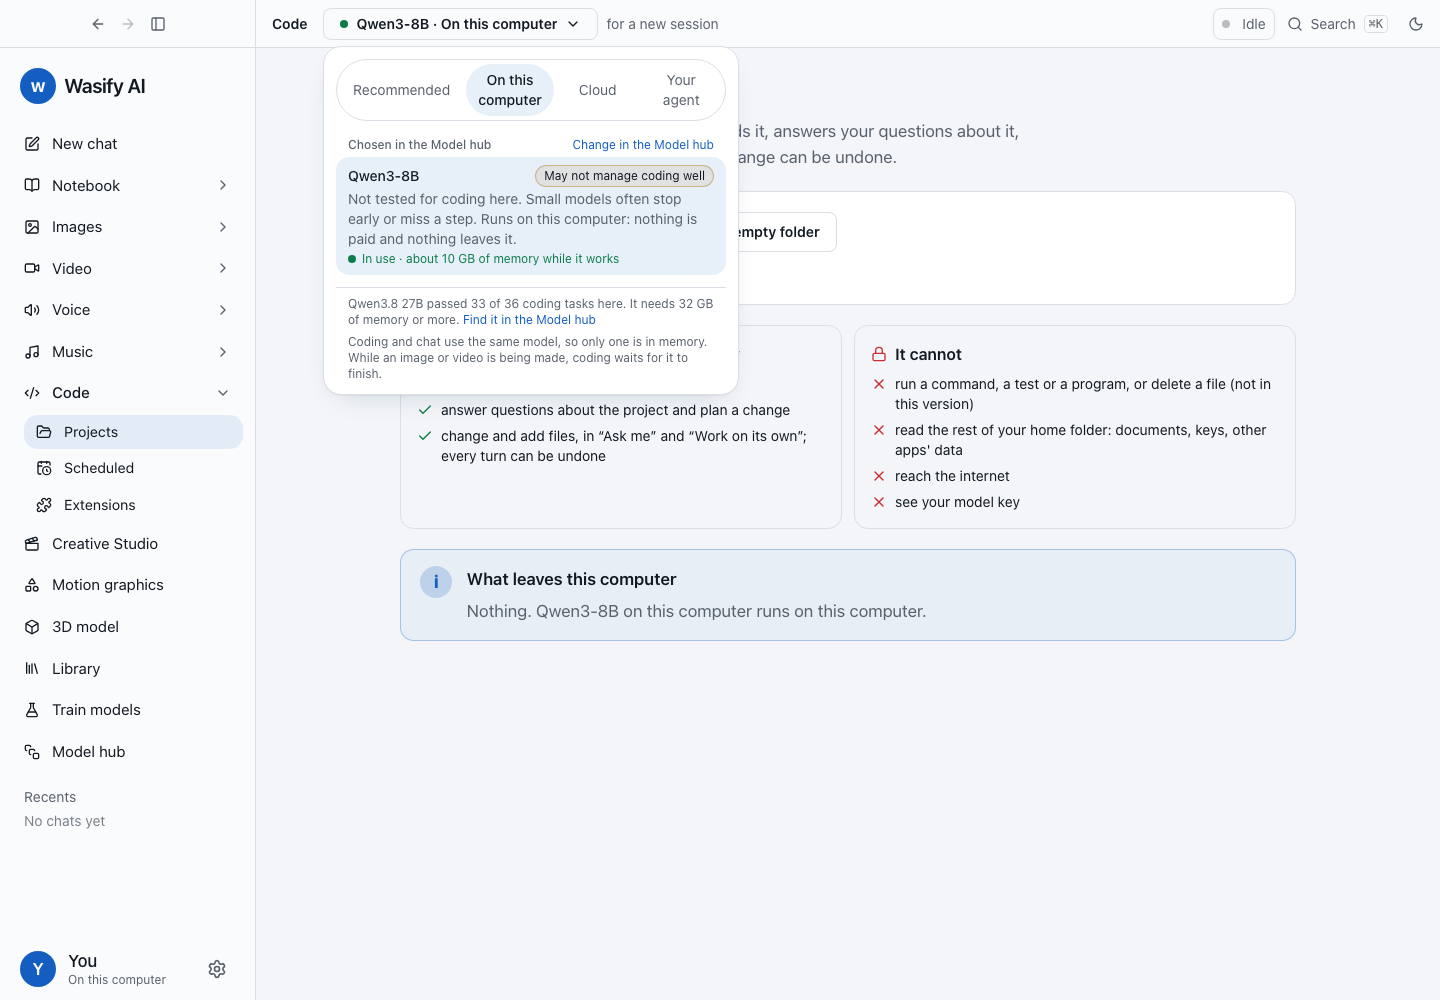 Code
Qwen3-8B · On this computer
for a new session
Idle
Search
⌘K
W
Wasify AI
New chat
Notebook
Images
Video
Voice
Music
Code
Projects
Scheduled
Extensions
Creative Studio
Motion graphics
3D model
Library
Train models
Model hub
Recents
No chats yet
Y
You
On this computer
Recommended
On this
computer
Cloud
Your
agent
Chosen in the Model hub
Change in the Model hub
Qwen3-8B
May not manage coding well
Not tested for coding here. Small models often stop
early or miss a step. Runs on this computer: nothing is
paid and nothing leaves it.
In use · about 10 GB of memory while it works
Qwen3.8 27B passed 33 of 36 coding tasks here. It needs 32 GB
of memory or more. Find it in the Model hub
Coding and chat use the same model, so only one is in memory.
While an image or video is being made, coding waits for it to
finish.
it, answers your questions about it,
can be undone.
empty folder
answer questions about the project and plan a change
change and add files, in “Ask me” and “Work on its own”;
every turn can be undone
It cannot
run a command, a test or a program, or delete a file (not in
this version)
read the rest of your home folder: documents, keys, other
apps' data
reach the internet
see your model key
i
What leaves this computer
Nothing. Qwen3-8B on this computer runs on this computer.